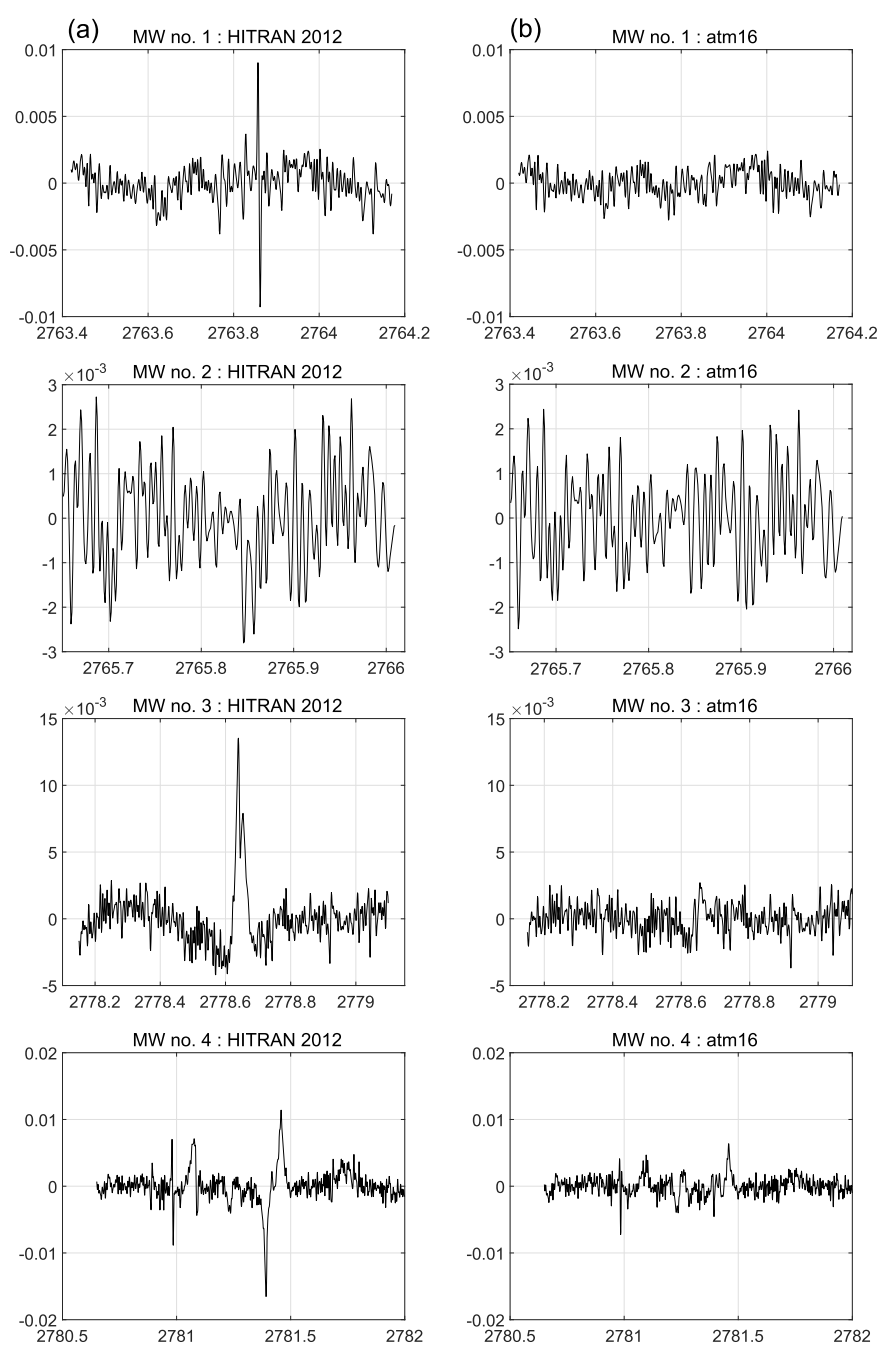 (a) (b)
MW no. 1 : HITRAN 2012 MW no. 1 : atm16
0.01 0.01
0.005 0.005
0 0
-0.005 -0.005
-0.01 -0.01
2763.4 2763.6 2763.8 2764 2764.2 2763.4 2763.6 2763.8 2764 2764.2
MW no. 2 : HITRAN 2012 MW no. 2 : atm16
×10-3 ×10-3
3 3
2 2
1 1
0 0
-1 -1
-2 -2
-3 -3
2765.7 2765.8 2765.9 2766 2765.7 2765.8 2765.9 2766
MW no. 3 : HITRAN 2012 MW no. 3 : atm16
×10-3 ×10-3
15 15
10 10
5 5
0 0
-5 -5
2778.2 2778.4 2778.6 2778.8 2779 2778.2 2778.4 2778.6 2778.8 2779
MW no. 4 : HITRAN 2012 MW no. 4 : atm16
0.02 0.02
0.01 0.01
0 0
-0.01 -0.01
-0.02 -0.02
2780.5 2781 2781.5 2782 2780.5 2781 2781.5 2782